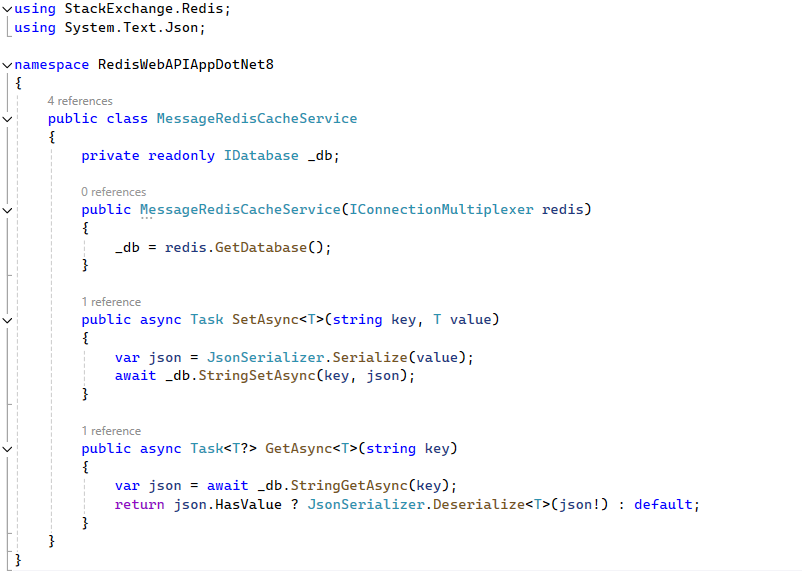 using StackExchange.Redis;
using System.Text.Json;
namespace RedisWebAPIAppDotNet8
{
4 references
public class MessageRedisCacheService
{
private readonly IDatabase _db;
0 references
public MessageRedisCacheService(IConnectionMultiplexer redis)
{
_db = redis.GetDatabase();
}
1 reference
public async Task SetAsync<T>(string key, T value)
{
var json = JsonSerializer.Serialize(value);
await _db.StringSetAsync(key, json);
}
1 reference
public async Task<T?> GetAsync<T>(string key)
{
var json = await _db.StringGetAsync(key);
return json.HasValue ? JsonSerializer.Deserialize<T>(json!) : default;
}
}
}